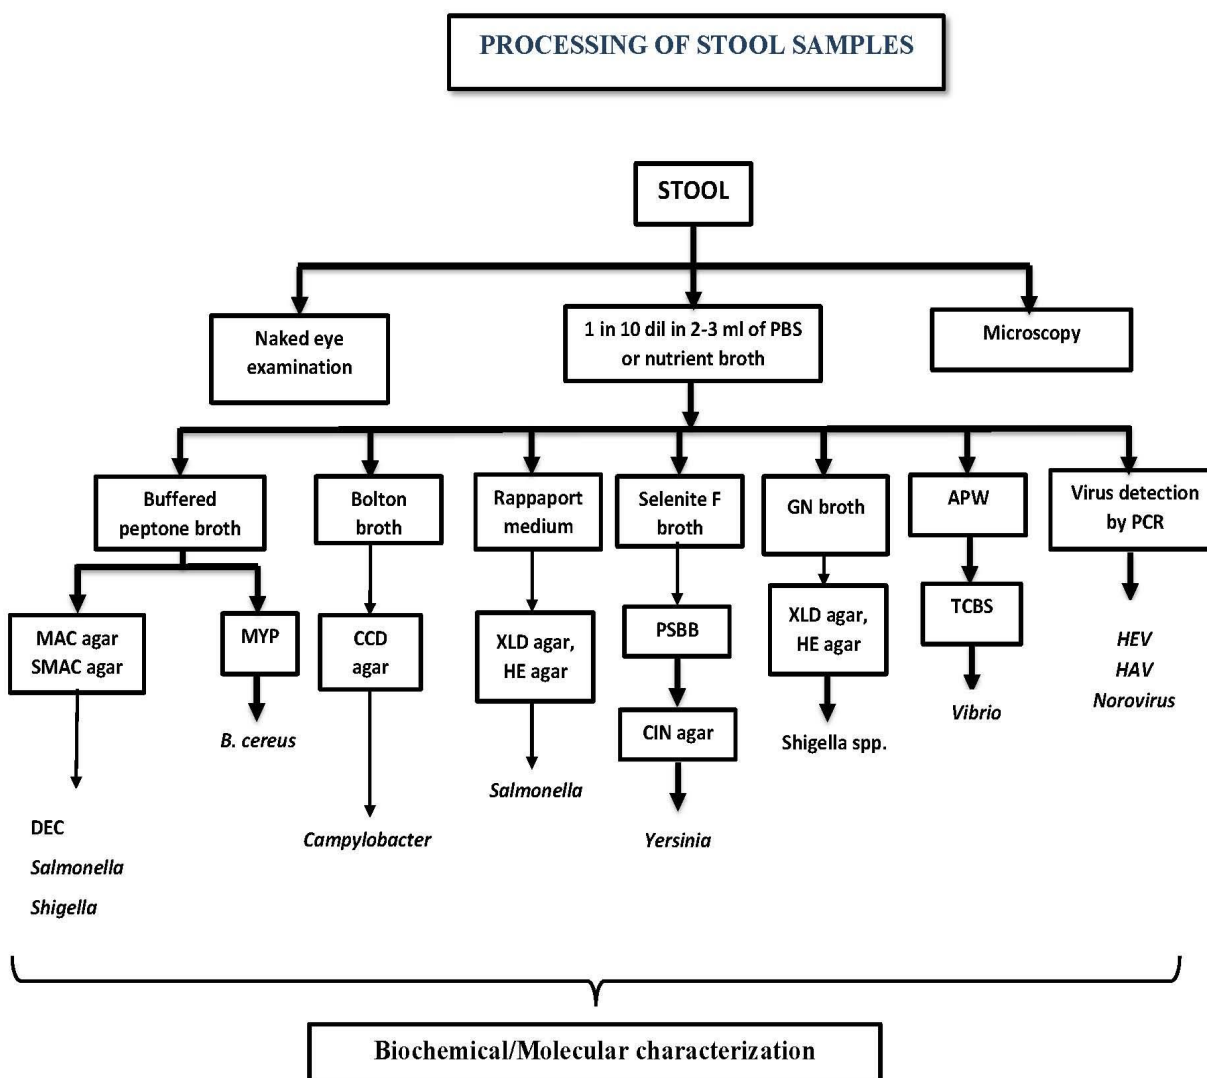 PROCESSING OF STOOL SAMPLES
STOOL
Naked eye
examination
1 in 10 dil in 2-3 ml of PBS
or nutrient broth
Microscopy
Buffered
peptone broth
Bolton
broth
Rappaport
medium
Selenite F
broth
GN broth
APW
Virus detection
by PCR
MAC agar
SMAC agar
MYP
CCD
agar
XLD agar,
HE agar
PSBB
XLD agar,
HE agar
TCBS
CIN agar
HEV
HAV
Norovirus
B. cereus
Salmonella
Shigella spp.
Vibrio
DEC
Salmonella
Shigella
Campylobacter
Yersinia
Biochemical/Molecular characterization